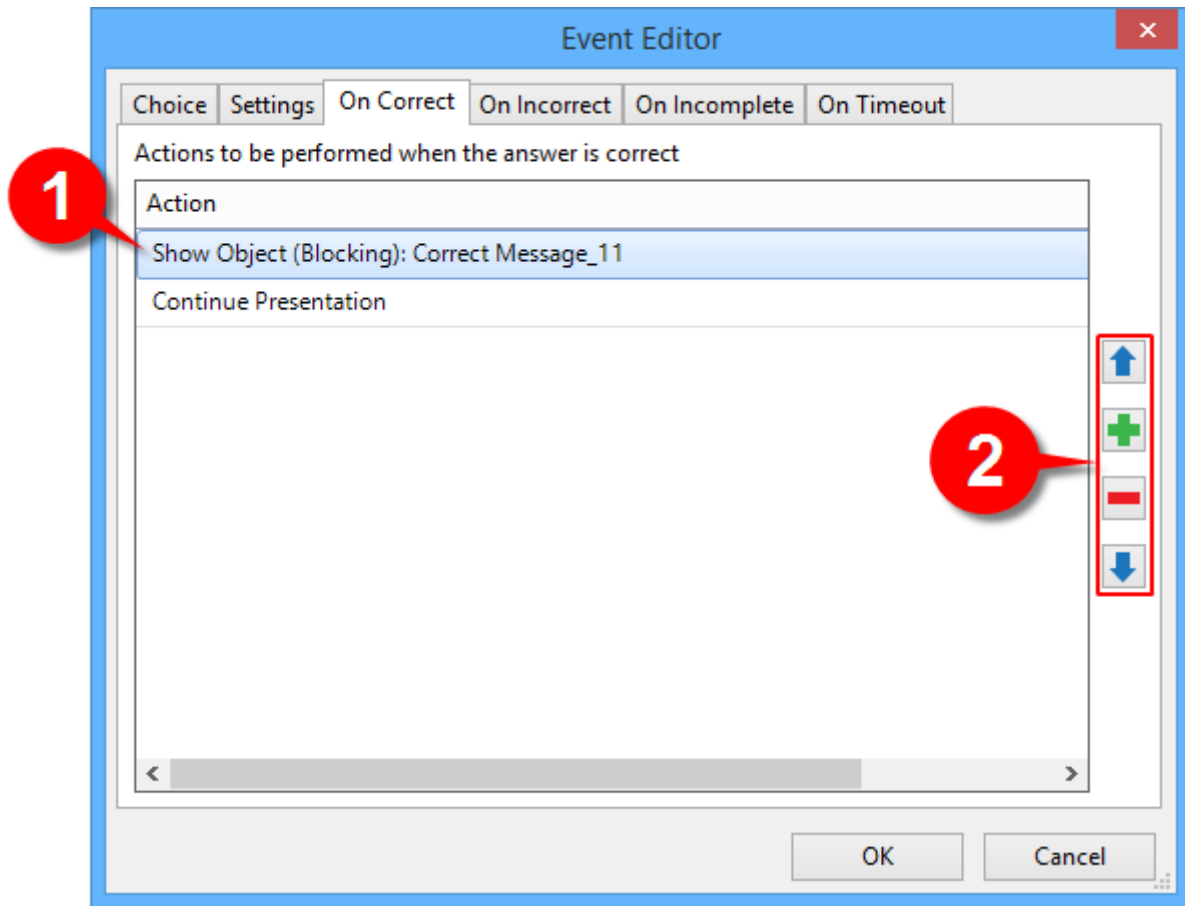 Event Editor
Choice Settings On Correct On Incorrect On Incomplete On Timeout
Actions to be performed when the answer is correct
1
Action
Show Object (Blocking): Correct Message_11
Continue Presentation
2
OK Cancel